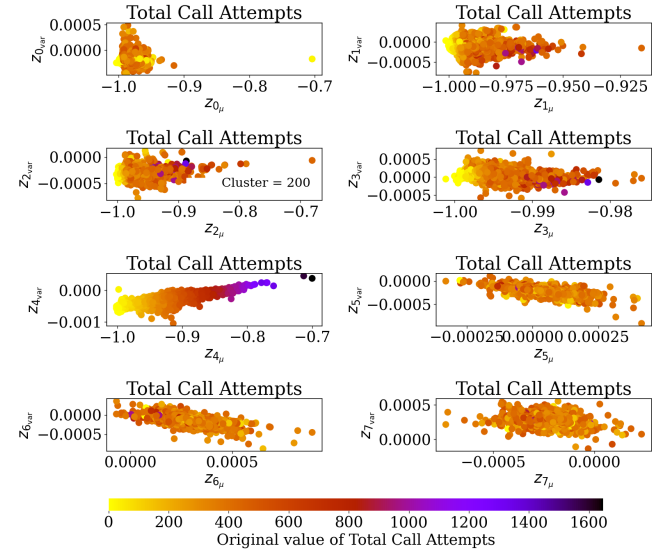 Total Call Attempts Total Call Attempts
0.0005
0.0000
z0var
−1.0 −0.9 −0.8 −0.7
z0μ
0.0000
−0.0005
z1var
−1.000 −0.975 −0.950 −0.925
z1μ
Total Call Attempts Total Call Attempts
0.0000
−0.0005
z2var
Cluster = 200
−1.0 −0.9 −0.8 −0.7
z2μ
0.0005
0.0000
−0.0005
z3var
−1.00 −0.99 −0.98
z3μ
Total Call Attempts Total Call Attempts
0.000
−0.001
z4var
−1.0 −0.9 −0.8 −0.7
z4μ
0.0000
−0.0005
z5var
−0.00025 0.00000 0.00025
z5μ
Total Call Attempts Total Call Attempts
0.0000
−0.0005
z6var
0.0000 0.0005
z6μ
0.0005
0.0000
z7var
−0.0005 0.0000
z7μ
0 200 400 600 800 1000 1200 1400 1600
Original value of Total Call Attempts